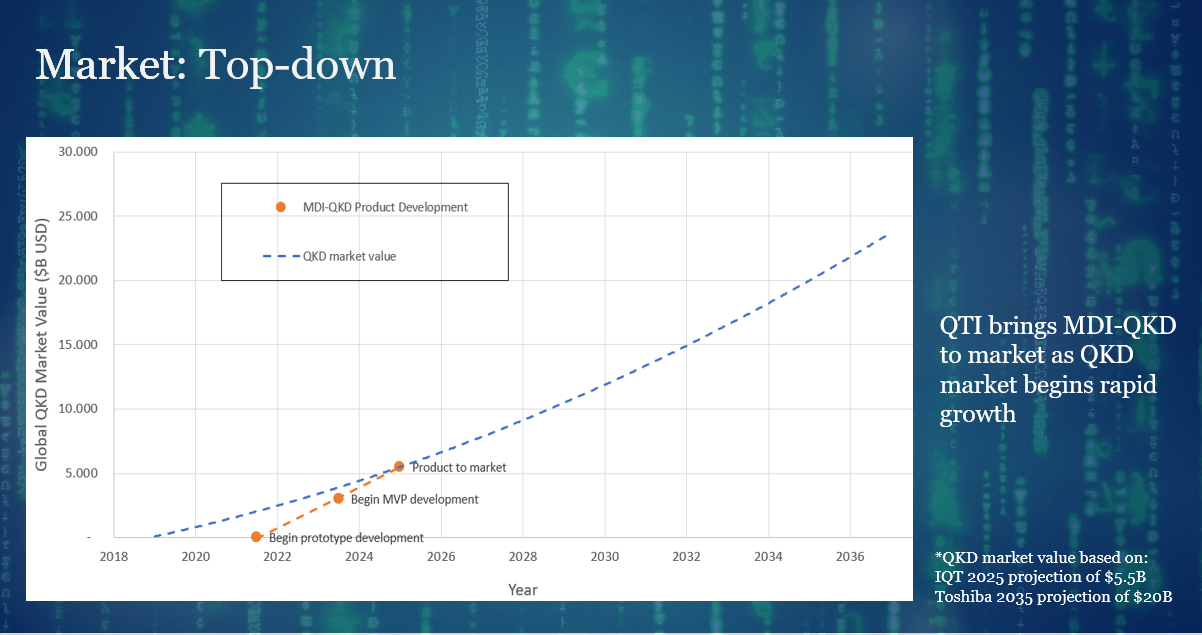 Market: Top-down
30.000
25.000
20.000
15.000
10.000
5.000
-
Global QKD Market Value ($B USD)
MDI-QKD Product Development
QKD market value
Product to market
Begin MVP development
Begin prototype development
2018 2020 2022 2024 2026 2028 2030 2032 2034 2036
Year
QTI brings MDI-QKD
to market as QKD
market begins rapid
growth
*QKD market value based on:
IQT 2025 projection of $5.5B
Toshiba 2035 projection of $20B